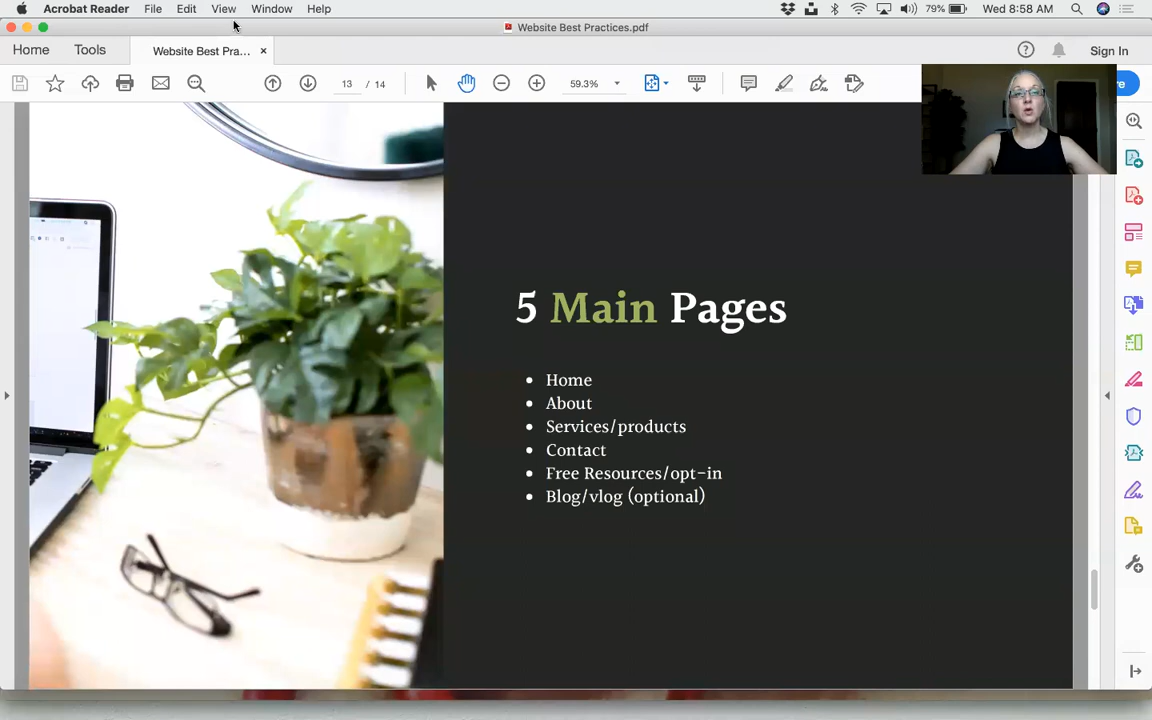 Acrobat Reader File Edit View Window Help 79% Wed 8:58 AM
Website Best Practices.pdf
Home Tools Website Best Pra... × Sign In
13 / 14 59.3%
5 Main Pages
• Home
• About
• Services/products
• Contact
• Free Resources/opt-in
• Blog/vlog (optional)